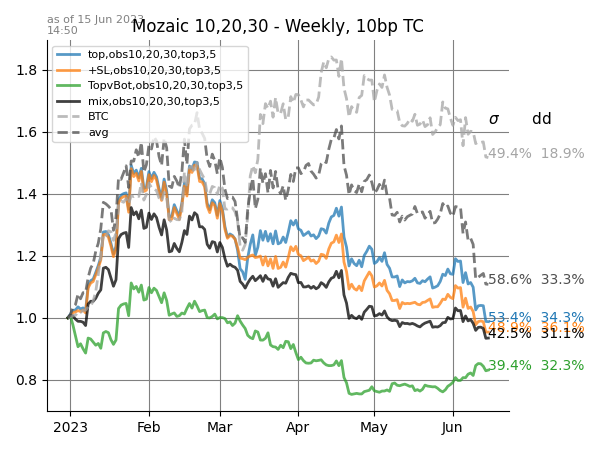 as of 15 Jun 2023
14:50
Mozaic 10,20,30 - Weekly, 10bp TC
top,obs10,20,30,top3,5
+SL,obs10,20,30,top3,5
TopvBot,obs10,20,30,top3,5
mix,obs10,20,30,top3,5
BTC
avg
σ dd
49.4% 18.9%
58.6% 33.3%
53.4% 34.3%
48.9% 36.1%
42.5% 31.1%
39.4% 32.3%
1.8
1.6
1.4
1.2
1.0
0.8
2023 Feb Mar Apr May Jun